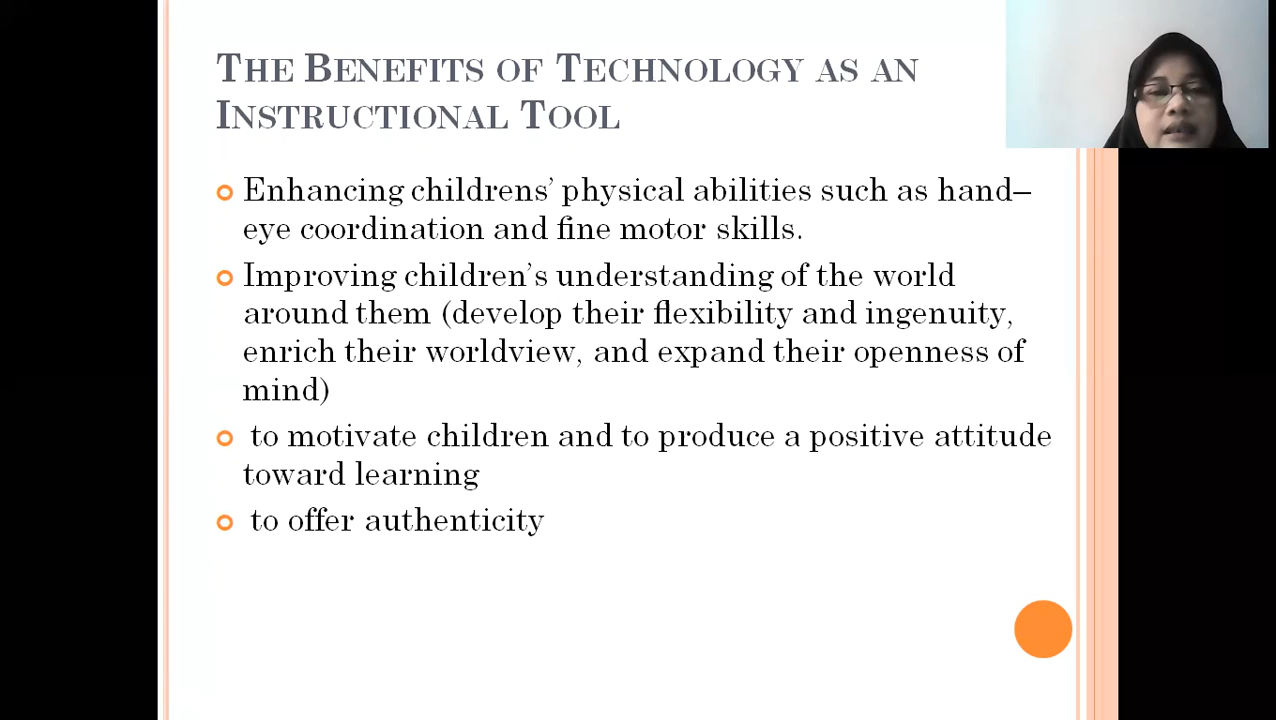 The Benefits of Technology as an
Instructional Tool
Enhancing childrens’ physical abilities such as hand–
eye coordination and fine motor skills.
Improving children’s understanding of the world
around them (develop their flexibility and ingenuity,
enrich their worldview, and expand their openness of
mind)
to motivate children and to produce a positive attitude
toward learning
to offer authenticity